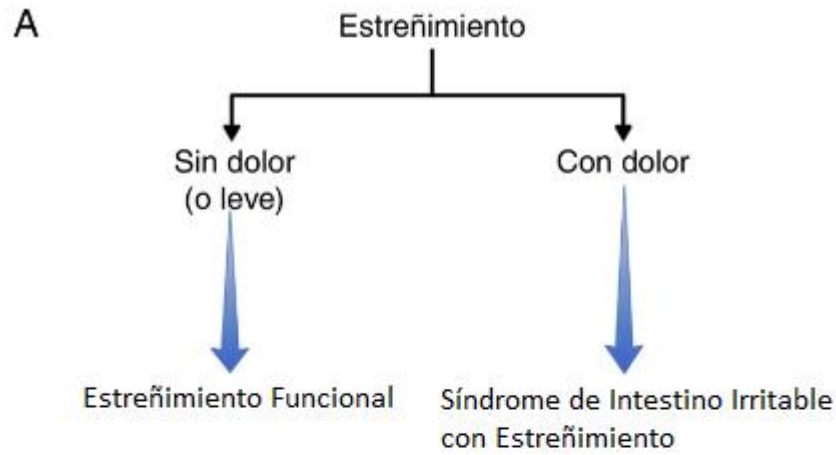 A
Estreñimiento
Sin dolor
(o leve)
Con dolor
Estreñimiento Funcional
Síndrome de Intestino Irritable
con Estreñimiento